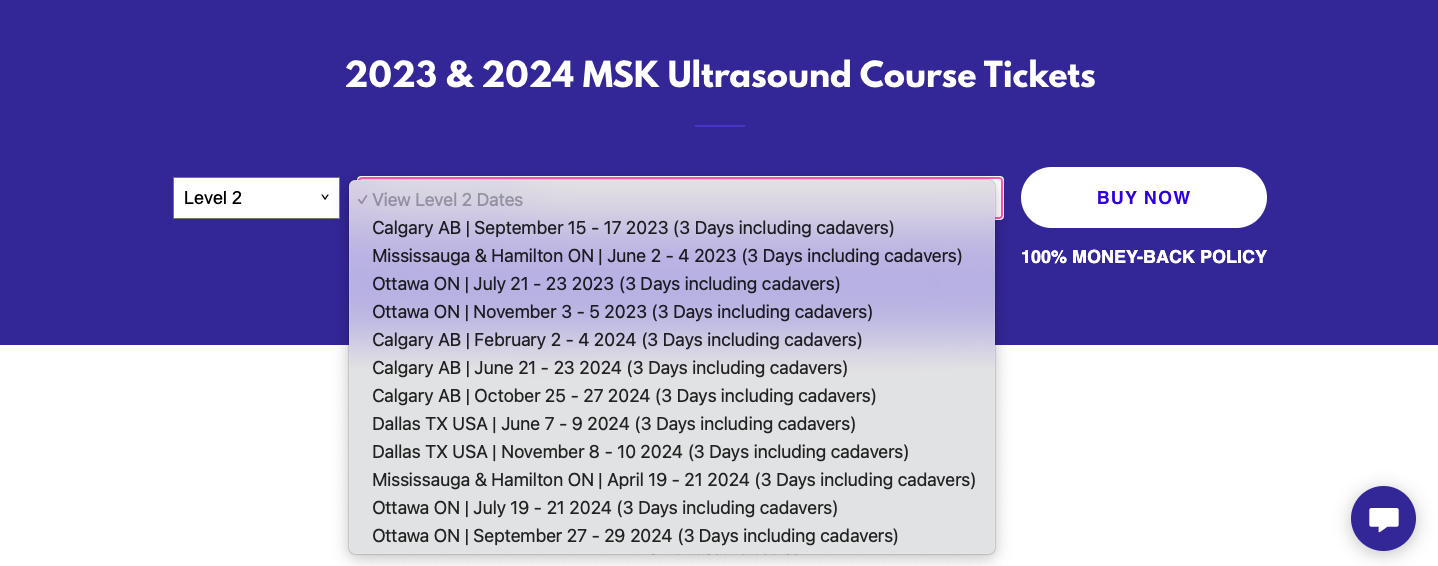 2023 & 2024 MSK Ultrasound Course Tickets
Level 2
✓ View Level 2 Dates
Calgary AB | September 15 - 17 2023 (3 Days including cadavers)
Mississauga & Hamilton ON | June 2 - 4 2023 (3 Days including cadavers)
Ottawa ON | July 21 - 23 2023 (3 Days including cadavers)
Ottawa ON | November 3 - 5 2023 (3 Days including cadavers)
Calgary AB | February 2 - 4 2024 (3 Days including cadavers)
Calgary AB | June 21 - 23 2024 (3 Days including cadavers)
Calgary AB | October 25 - 27 2024 (3 Days including cadavers)
Dallas TX USA | June 7 - 9 2024 (3 Days including cadavers)
Dallas TX USA | November 8 - 10 2024 (3 Days including cadavers)
Mississauga & Hamilton ON | April 19 - 21 2024 (3 Days including cadavers)
Ottawa ON | July 19 - 21 2024 (3 Days including cadavers)
Ottawa ON | September 27 - 29 2024 (3 Days including cadavers)
BUY NOW
100% MONEY-BACK POLICY